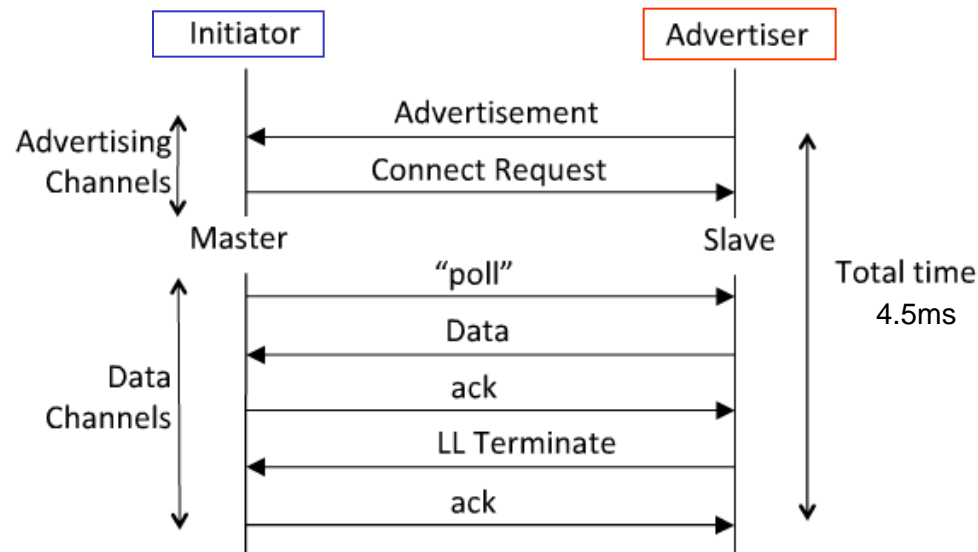 Initiator
Advertiser
Advertisement
Advertising
Channels
Connect Request
Master
Slave
“poll”
Total time
4.5ms
Data
Data
Channels
ack
LL Terminate
ack